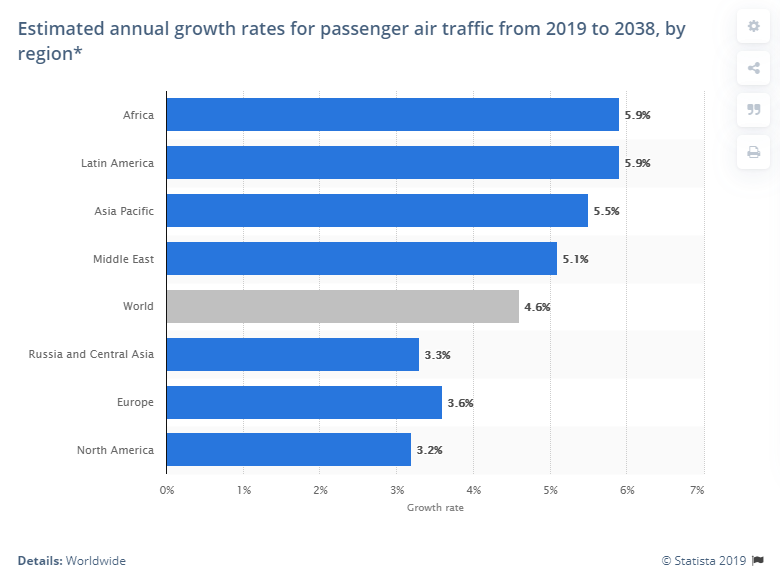 Estimated annual growth rates for passenger air traffic from 2019 to 2038, by
region*
Africa
5.9%
Latin America
5.9%
Asia Pacific
5.5%
Middle East
5.1%
World
4.6%
Russia and Central Asia
3.3%
Europe
3.6%
North America
3.2%
0% 1% 2% 3% 4% 5% 6% 7%
Growth rate
Details: Worldwide
© Statista 2019